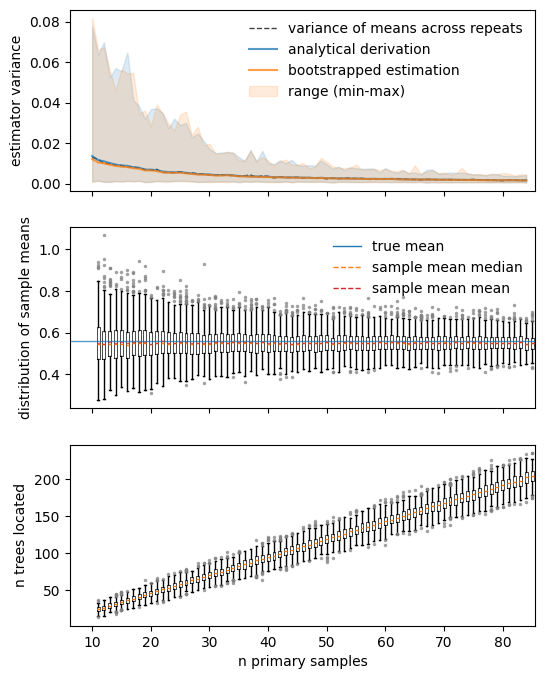 0.08
0.06
0.04
0.02
0.00
estimator variance
variance of means across repeats
analytical derivation
bootstrapped estimation
range (min-max)
1.0
0.8
0.6
0.4
distribution of sample means
true mean
sample mean median
sample mean mean
200
150
100
50
n trees located
10 20 30 40 50 60 70 80
n primary samples